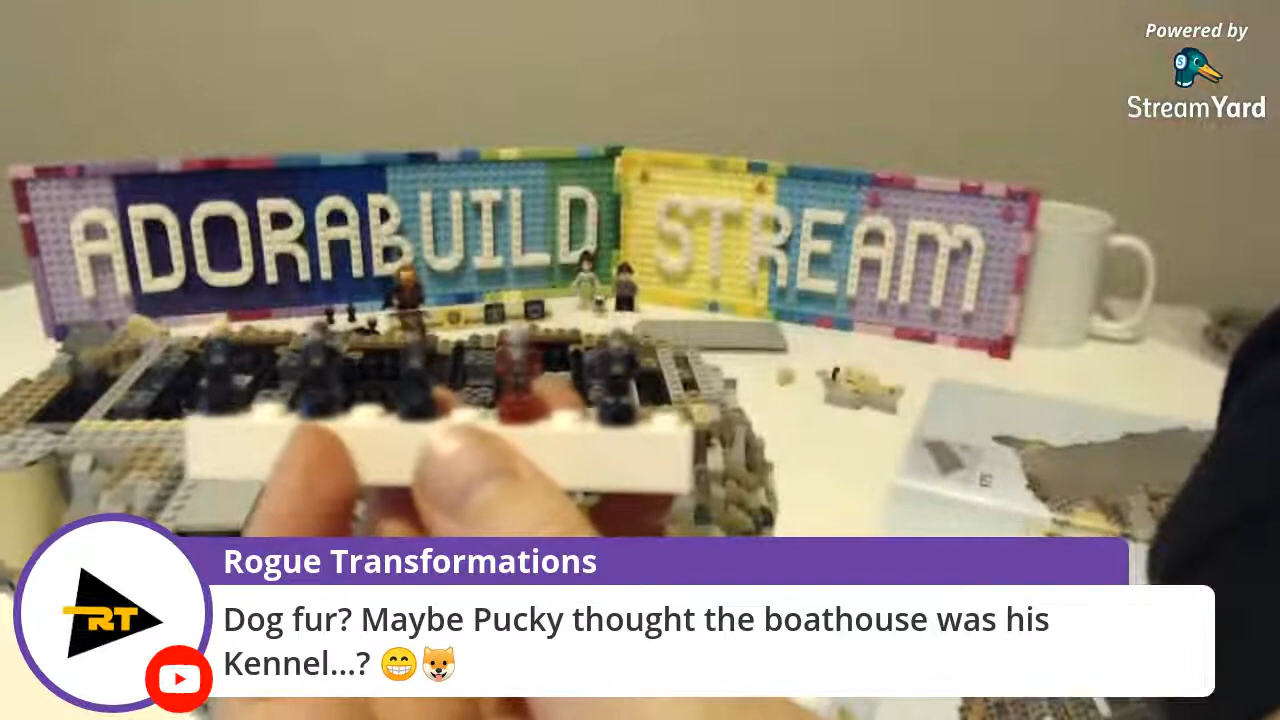 Powered by
StreamYard
ADORABUILD STREAM
RT
Rogue Transformations
Dog fur? Maybe Pucky thought the boathouse was his
Kennel...? 😁🐶